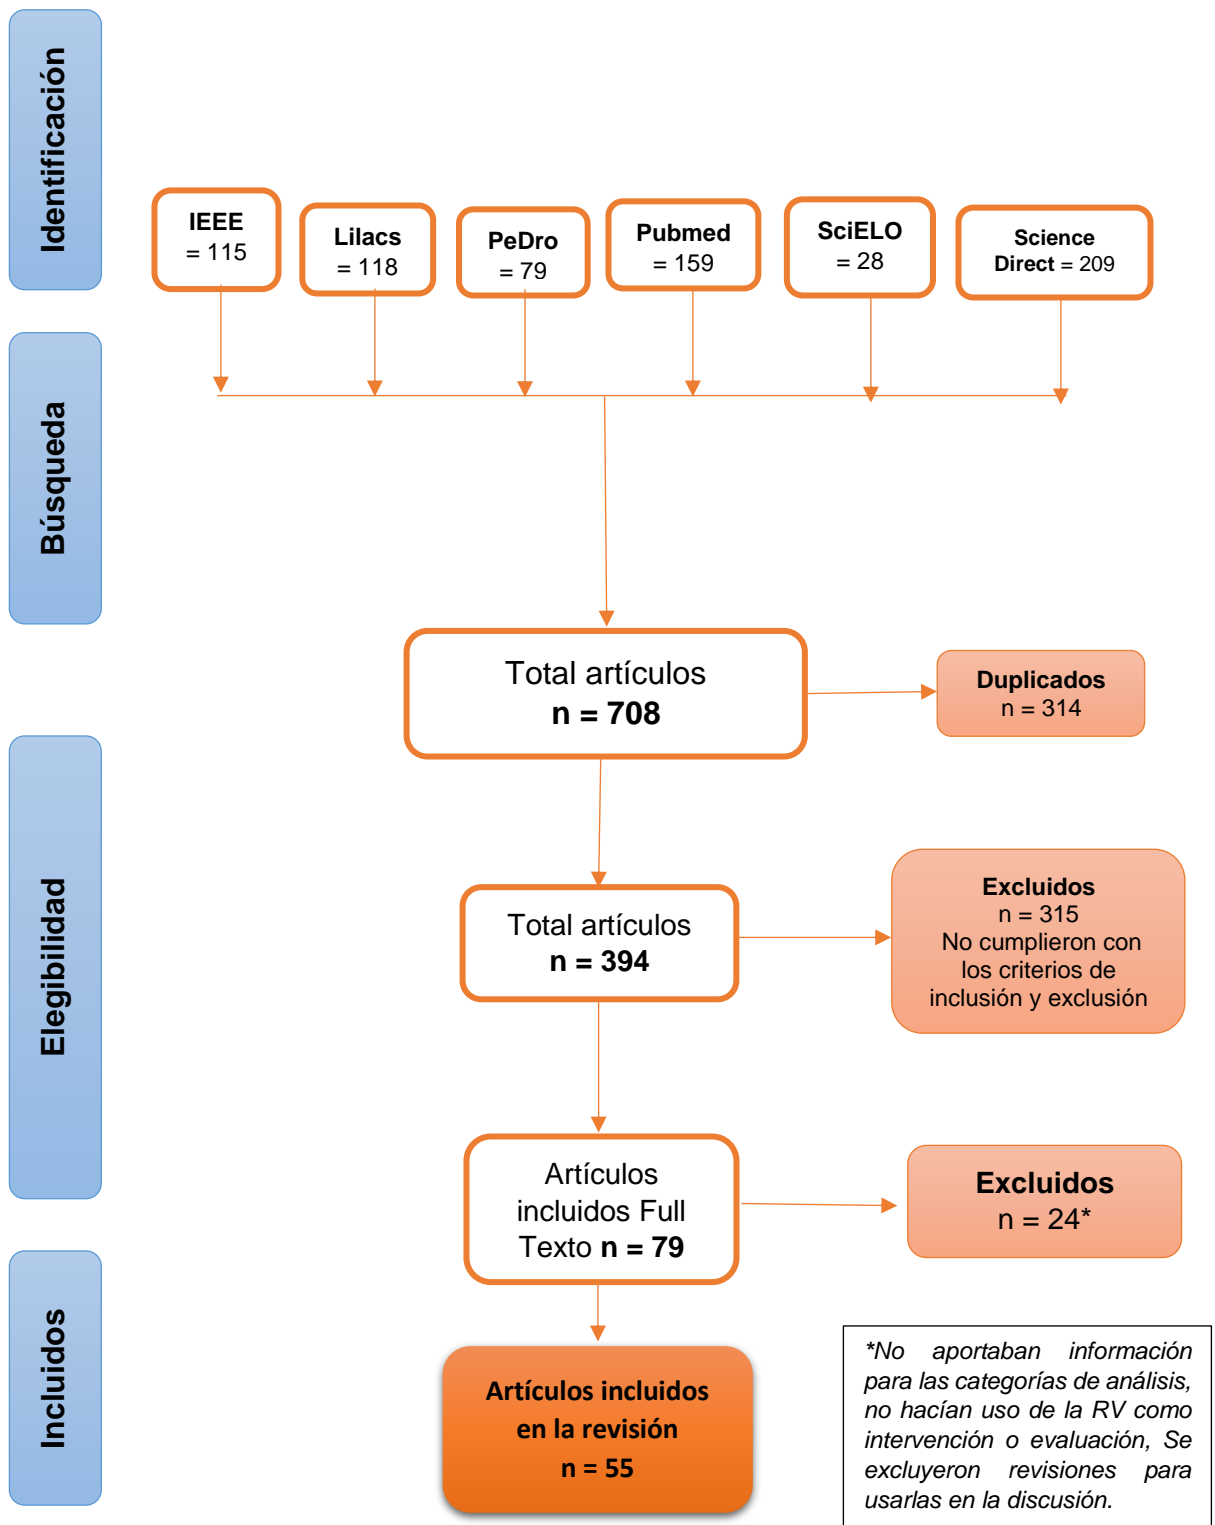 Identificación
IEEE
= 115
Lilacs
= 118
PeDro
= 79
Pubmed
= 159
SciELO
= 28
Science
Direct = 209
Búsqueda
Total artículos
n = 708
Duplicados
n = 314
Elegibilidad
Total artículos
n = 394
Excluidos
n = 315
No cumplieron con
los criterios de
inclusión y exclusión
Artículos
incluidos Full
Texto n = 79
Excluidos
n = 24*
Incluidos
Artículos incluidos
en la revisión
n = 55
*No aportaban información
para las categorías de análisis,
no hacían uso de la RV como
intervención o evaluación, Se
excluyeron revisiones para
usarlas en la discusión.